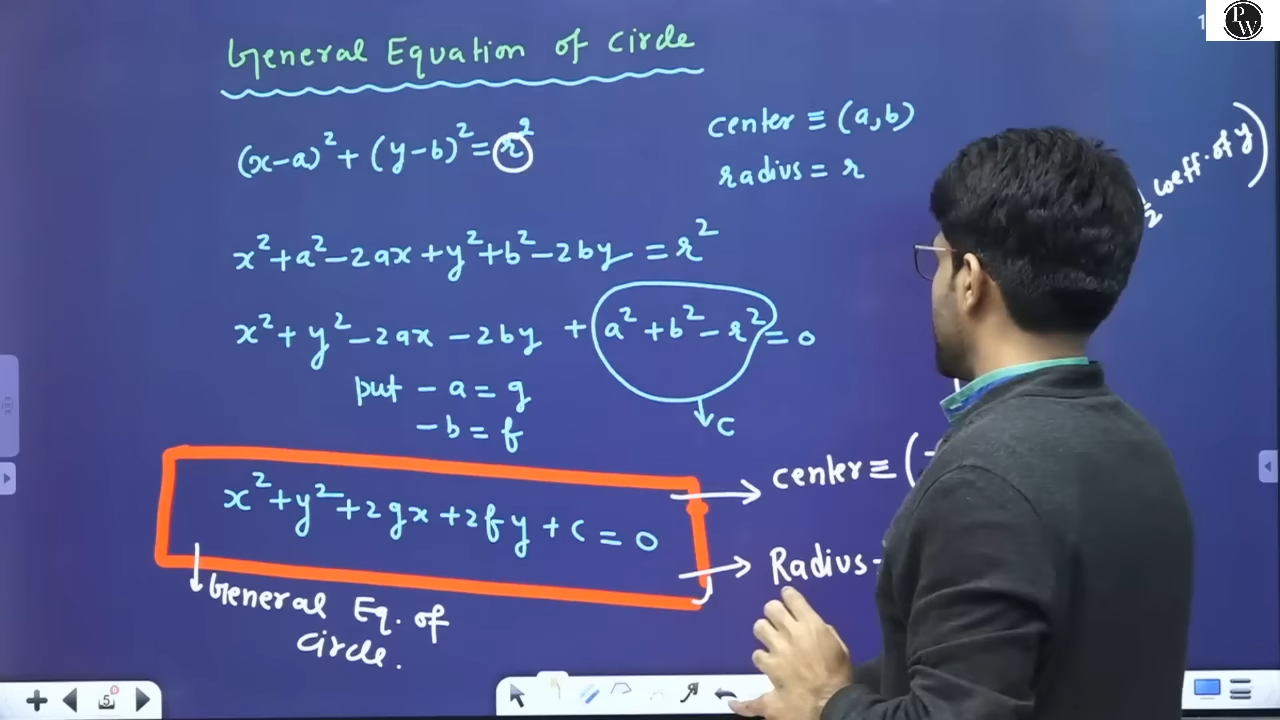 General Equation of Circle
(x-a)² + (y-b)² = r²
center ≡ (a,b)
radius = r
x² + a² - 2ax + y² + b² - 2by = r²
x² + y² - 2ax - 2by + a² + b² - r² = 0
put - a = g
- b = f
c
x² + y² + 2gx + 2fy + c = 0
center ≡ (-
Radius -
General Eq. of
Circle.
coeff. of y)
PW
5